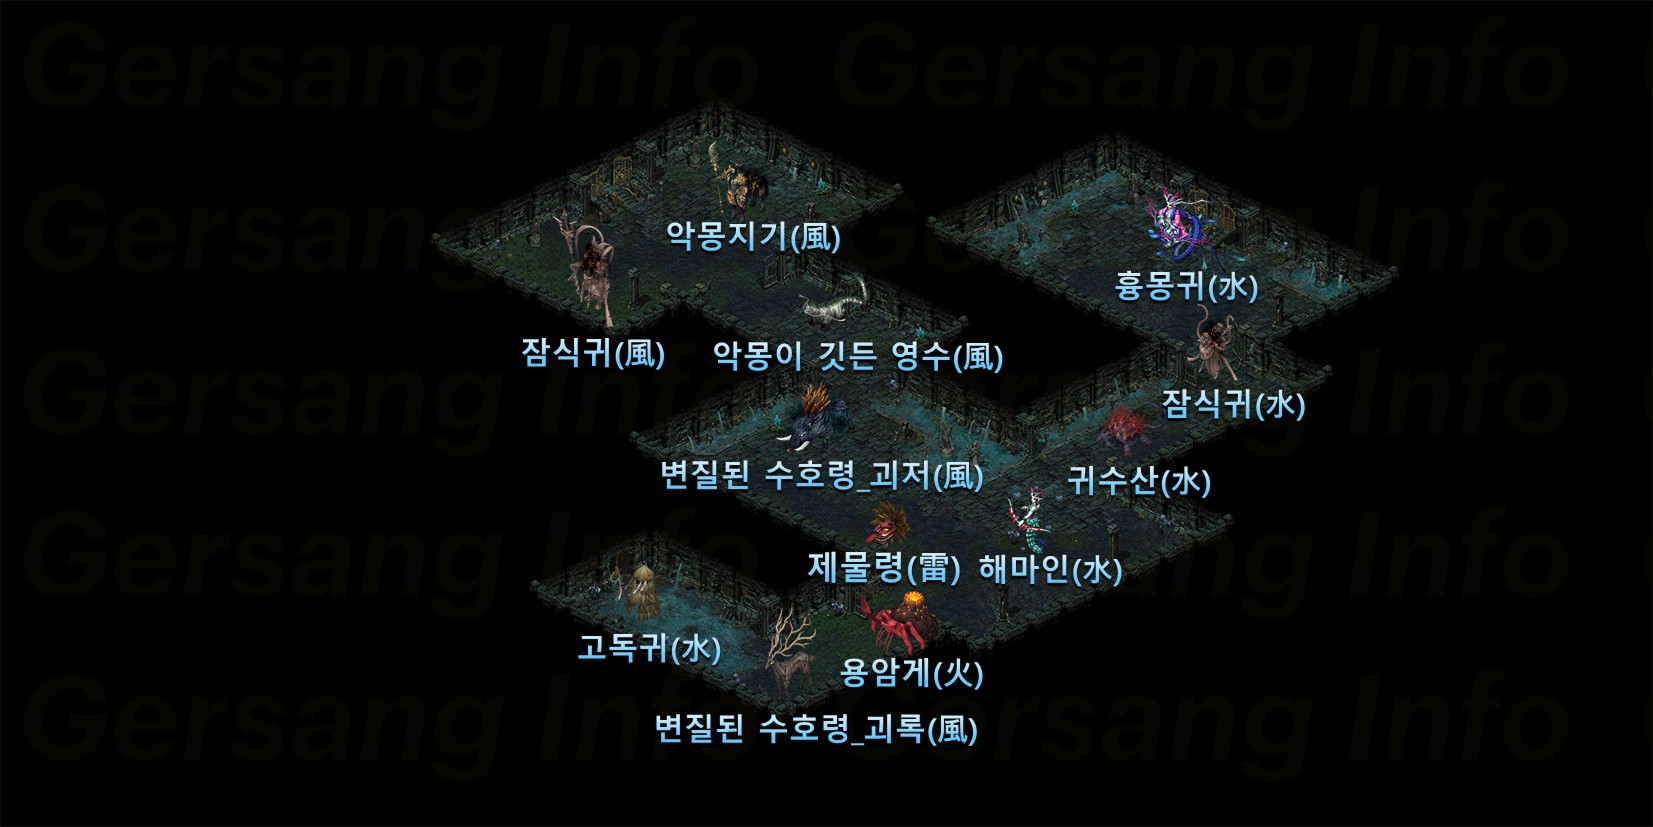 Gersang Info Gersang Info
악몽지기(風)
흉몽귀(水)
잠식귀(風)
악몽이 깃든 영수(風)
잠식귀(水)
변질된 수호령_괴저(風)
귀수산(水)
제물령(雷)
해마인(水)
고독귀(水)
용암게(火)
변질된 수호령_괴록(風)